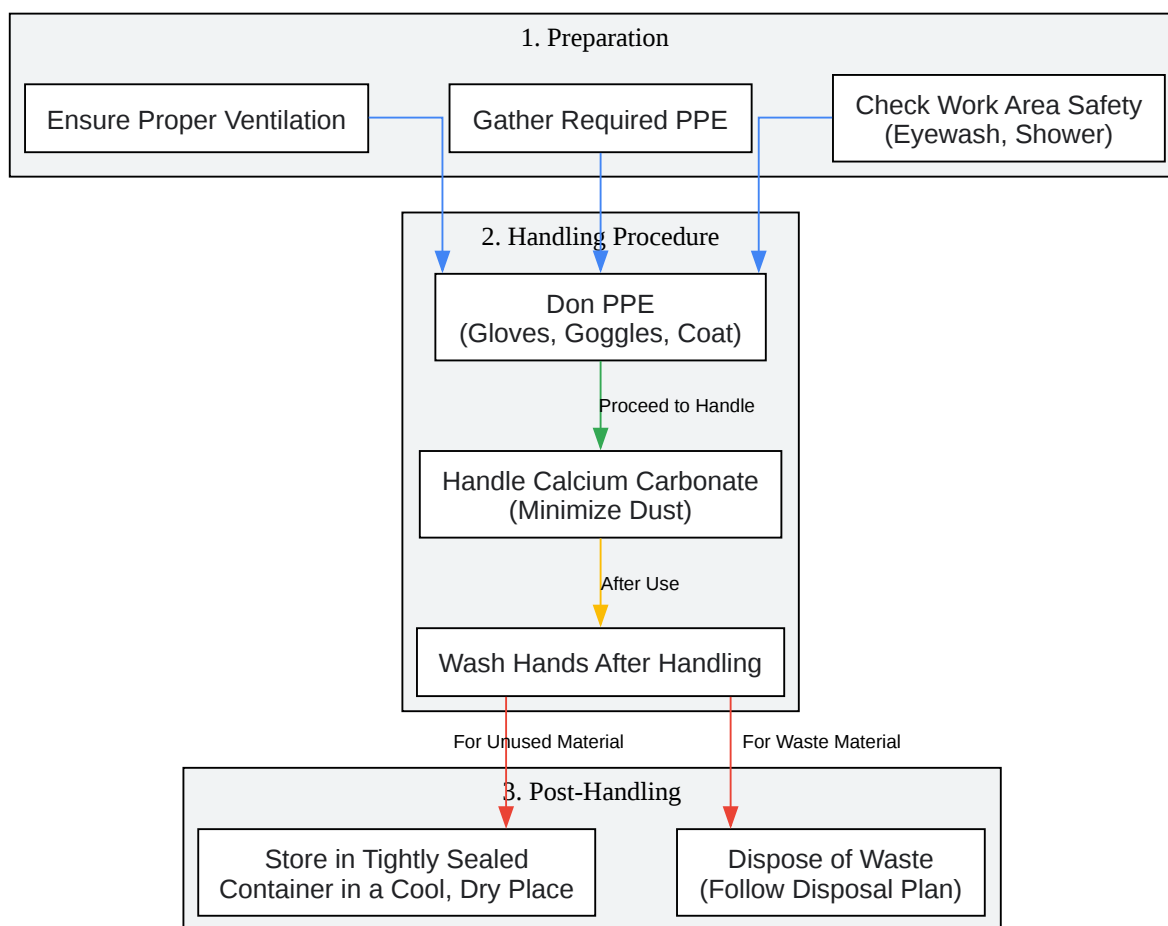 1. Preparation
Ensure Proper Ventilation
Gather Required PPE
Check Work Area Safety
(Eyewash, Shower)
2. Handling Procedure
Don PPE
(Gloves, Goggles, Coat)
Proceed to Handle
Handle Calcium Carbonate
(Minimize Dust)
After Use
Wash Hands After Handling
For Unused Material
For Waste Material
3. Post-Handling
Store in Tightly Sealed
Container in a Cool, Dry Place
Dispose of Waste
(Follow Disposal Plan)